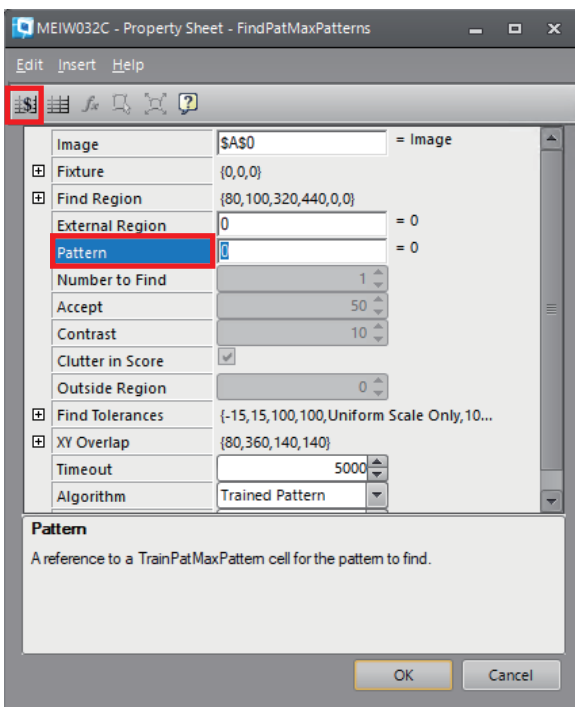 MEIW032C - Property Sheet - FindPatMaxPatterns
Edit Insert Help
Image $A$0 = Image
Fixture {0,0,0}
Find Region {80,100,320,440,0,0}
External Region 0 = 0
Pattern 0 = 0
Number to Find 1
Accept 50
Contrast 10
Clutter in Score
Outside Region 0
Find Tolerances {-15,15,100,100,Uniform Scale Only,10...
XY Overlap {80,360,140,140}
Timeout 5000
Algorithm Trained Pattern
Pattern
A reference to a TrainPatMaxPattern cell for the pattern to find.
OK Cancel